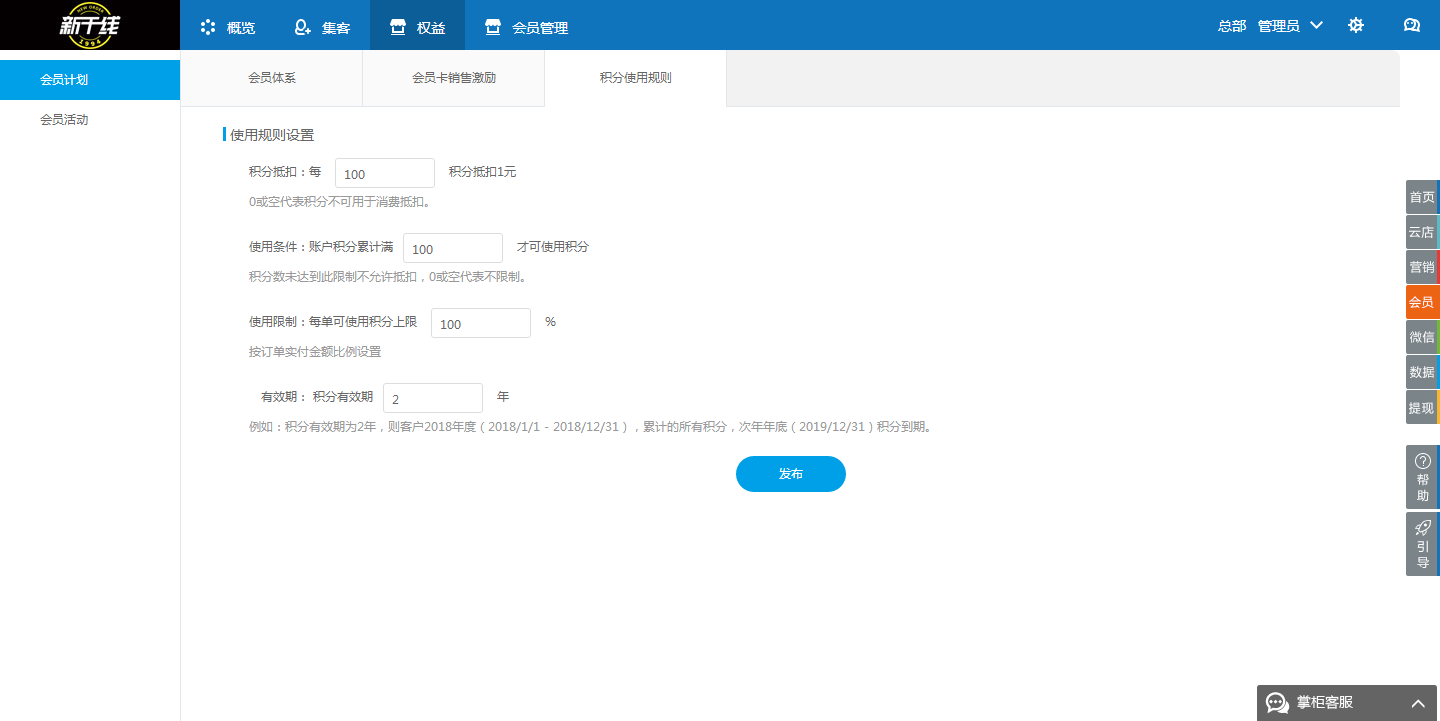 NEW ORDER
新干线
1994
概览
集客
权益
会员管理
总部 管理员
会员计划
会员活动
会员体系
会员卡销售激励
积分使用规则
使用规则设置
积分抵扣：每 100 积分抵扣1元
0或空代表积分不可用于消费抵扣。
使用条件：账户积分累计满 100 才可使用积分
积分数未达到此限制不允许抵扣，0或空代表不限制。
使用限制：每单可使用积分上限 100 %
按订单实付金额比例设置
有效期： 积分有效期 2 年
例如：积分有效期为2年，则客户2018年度（2018/1/1 - 2018/12/31），累计的所有积分，次年年底（2019/12/31）积分到期。
发布
首页
云店
营销
会员
微信
数据
提现
帮助
引导
掌柜客服